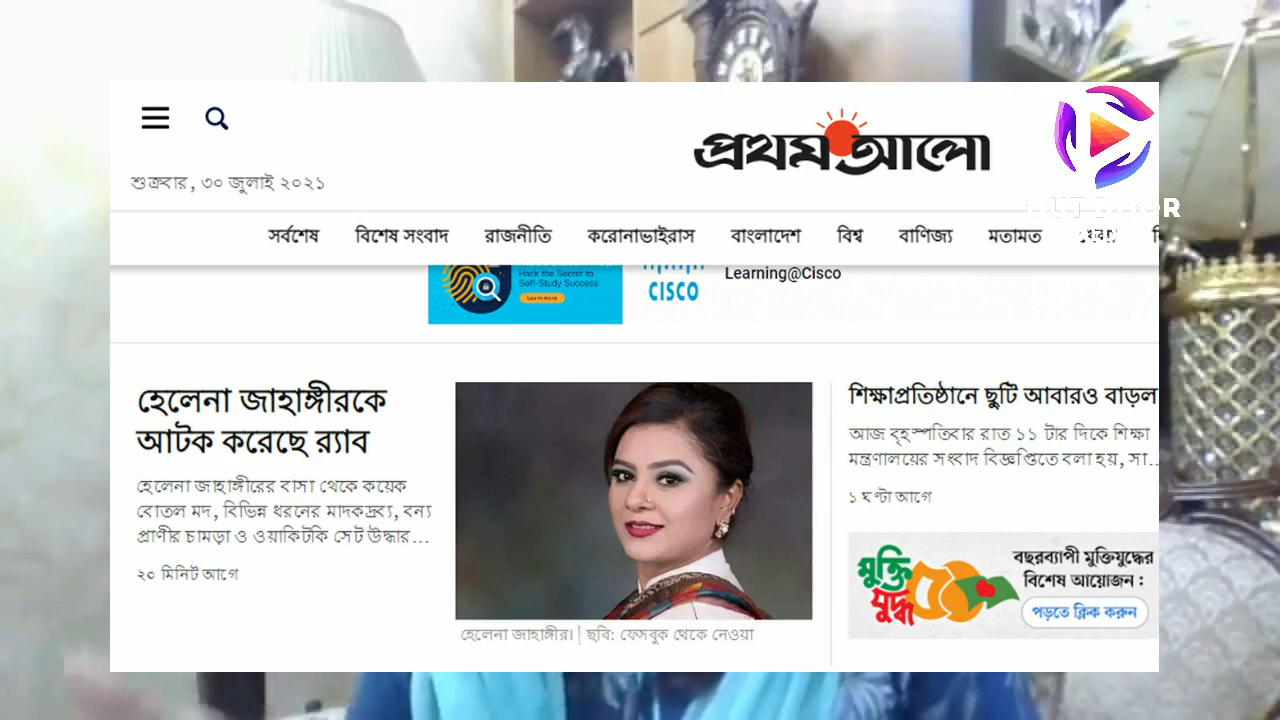 প্রথম আলো
শুক্রবার, ৩০ জুলাই ২০২১
সর্বশেষ বিশেষ সংবাদ রাজনীতি করোনাভাইরাস বাংলাদেশ বিশ্ব বাণিজ্য মতামত
Hack the Secret to
Self-Study Success
Learn more
CISCO
Learning@Cisco
হেলেনা জাহাঙ্গীরকে
আটক করেছে র‍্যাব
হেলেনা জাহাঙ্গীরের বাসা থেকে কয়েক
বোতল মদ, বিভিন্ন ধরনের মাদকদ্রব্য, বন্য
প্রাণীর চামড়া ও ওয়াকিটকি সেট উদ্ধার...
২০ মিনিট আগে
হেলেনা জাহাঙ্গীর। | ছবি: ফেসবুক থেকে নেওয়া
শিক্ষাপ্রতিষ্ঠানে ছুটি আবারও বাড়ল
আজ বৃহস্পতিবার রাত ১১ টার দিকে শিক্ষা
মন্ত্রণালয়ের সংবাদ বিজ্ঞপ্তিতে বলা হয়, সা...
১ ঘণ্টা আগে
মুক্তি
যুদ্ধ
৫০
বছরব্যাপী মুক্তিযুদ্ধের
বিশেষ আয়োজন :
পড়তে ক্লিক করুন